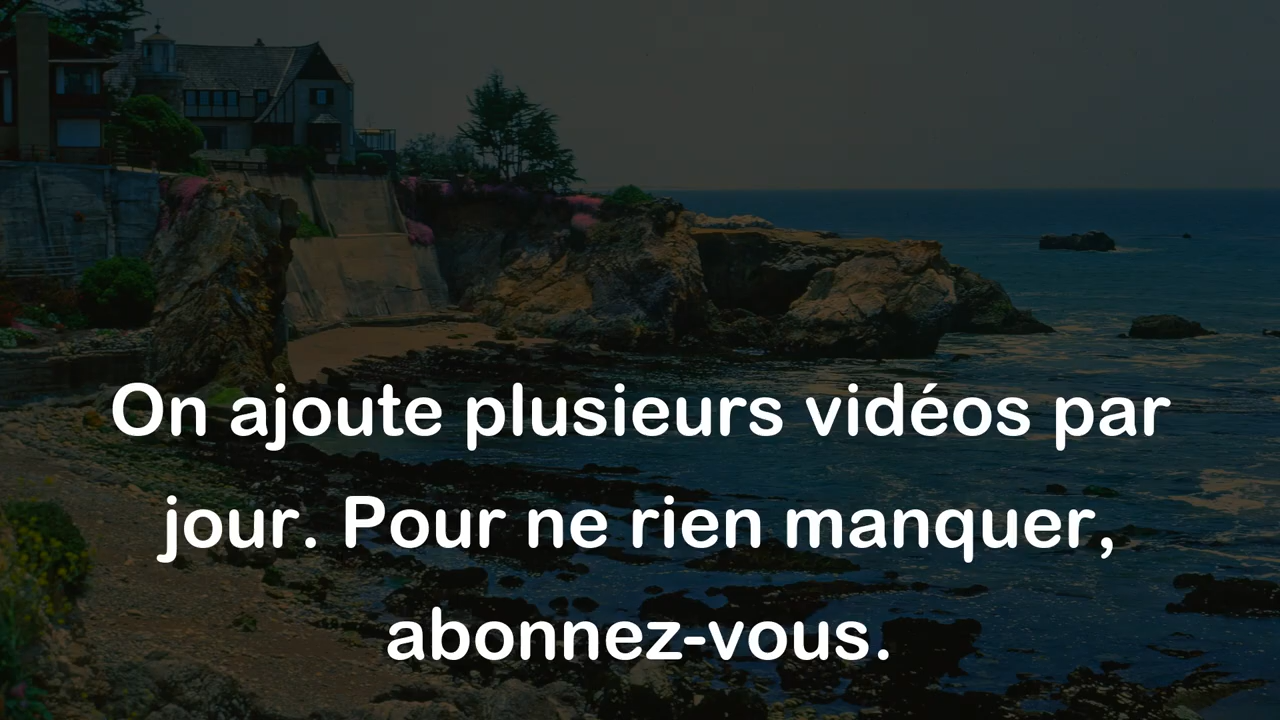 On ajoute plusieurs vidéos par
jour. Pour ne rien manquer,
abonnez-vous.